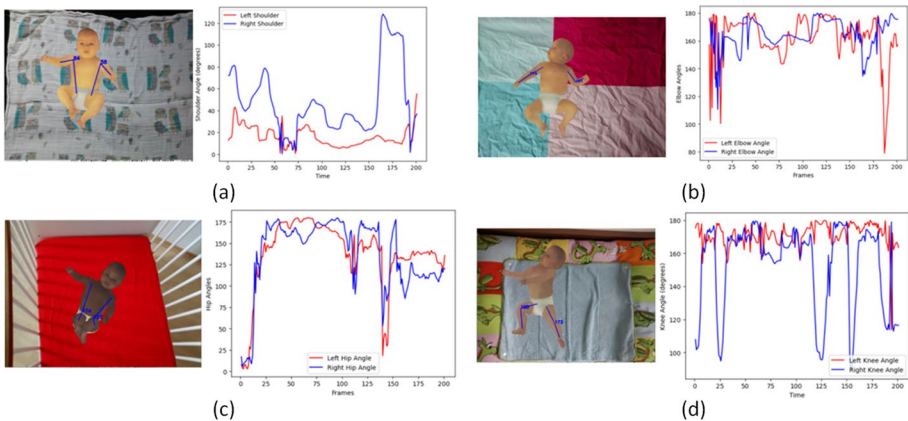 Left Shoulder
Right Shoulder
120
100
80
60
40
20
0
Shoulder Angle (degrees)
0 25 50 75 100 125 150 175 200
Time
(a)
180
160
140
120
100
80
Elbow Angles
Left Elbow Angle
Right Elbow Angle
0 25 50 75 100 125 150 175 200
Frames
(b)
175
150
125
100
75
50
25
0
Hip Angles
Left Hip Angle
Right Hip Angle
0 25 50 75 100 125 150 175 200
Frames
(c)
173
180
160
140
120
100
Knee Angle (degrees)
Left Knee Angle
Right Knee Angle
0 25 50 75 100 125 150 175 200
Time
(d)